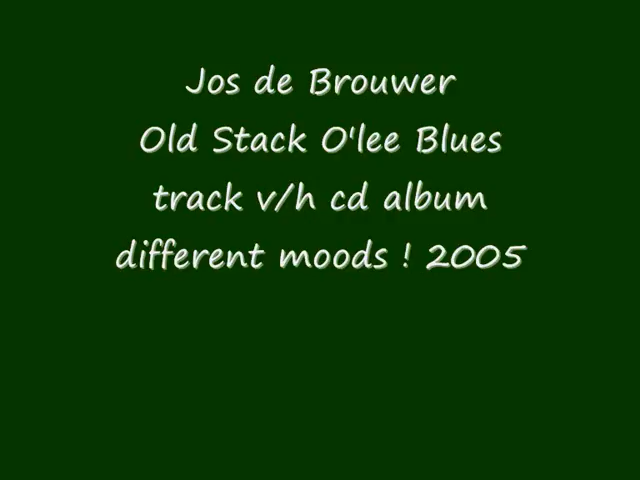 Jos de Brouwer
Old Stack O'lee Blues
track v/h cd album
different moods ! 2005